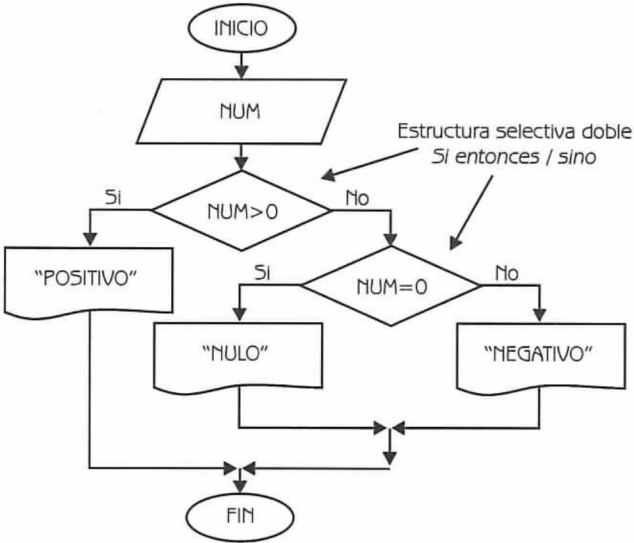 INICIO
NUM
Estructura selectiva doble
Si entonces / sino
Si
NUM>0
No
"POSITIVO"
Si
NUM=0
No
"NULO"
"NEGATIVO"
FIN